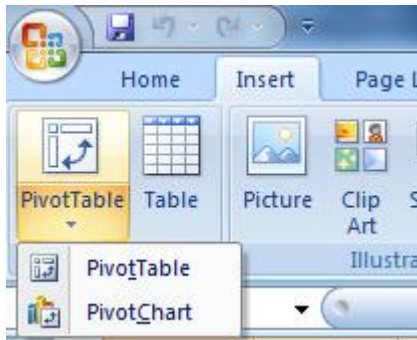 Home Insert Page L
PivotTable Table Picture Clip Art S
Illustra
PivotTable
PivotChart